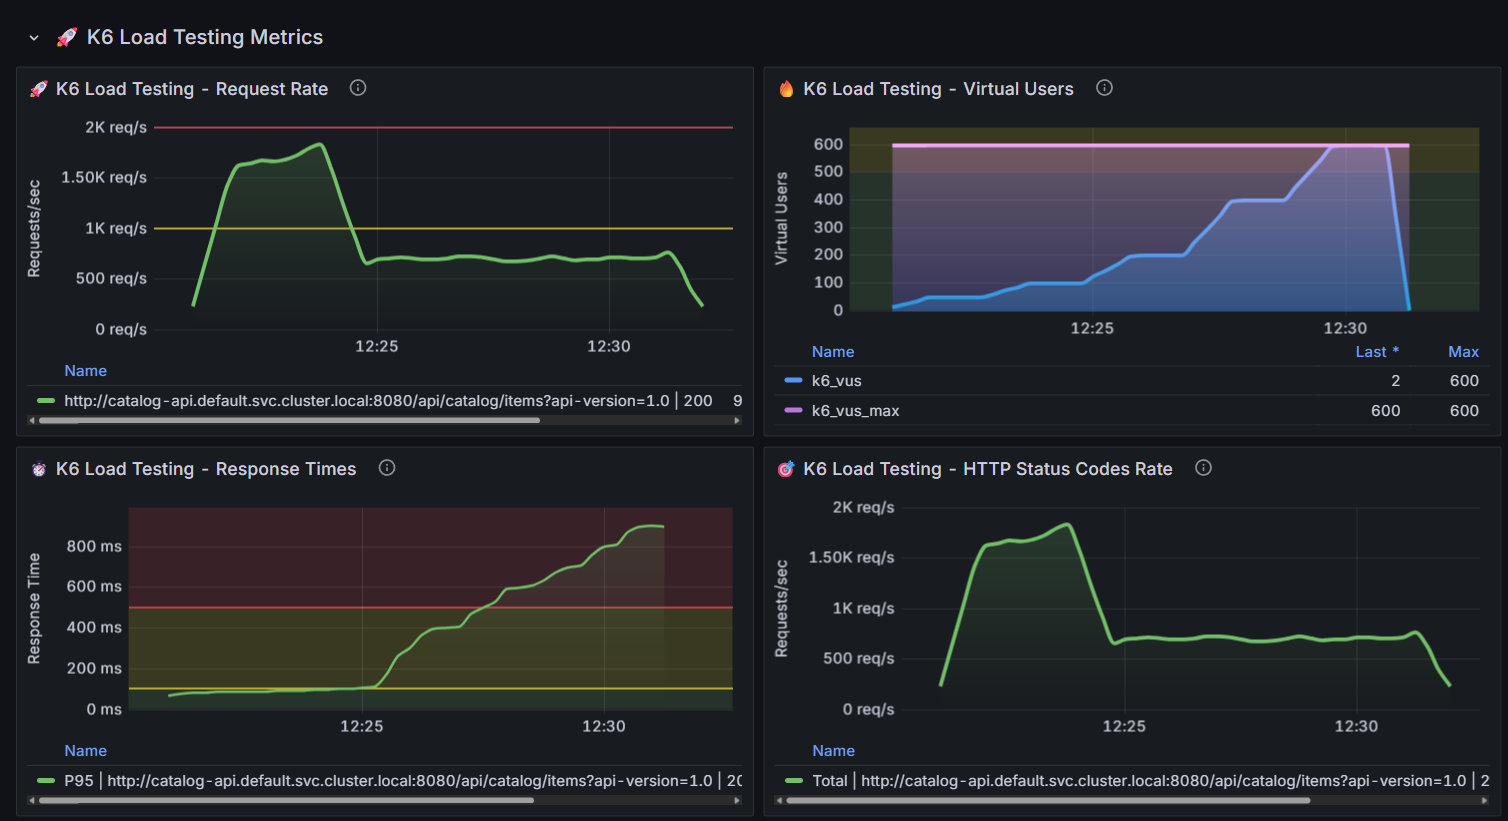 K6 Load Testing Metrics
K6 Load Testing - Request Rate
Requests/sec
2K req/s
1.50K req/s
1K req/s
500 req/s
0 req/s
12:25 12:30
Name
http://catalog-api.default.svc.cluster.local:8080/api/catalog/items?api-version=1.0 | 200 9
K6 Load Testing - Virtual Users
Virtual Users
600
500
400
300
200
100
0
12:25 12:30
Name Last * Max
k6_vus 2 600
k6_vus_max 600 600
K6 Load Testing - Response Times
Response Time
800 ms
600 ms
400 ms
200 ms
0 ms
12:25 12:30
Name
P95 | http://catalog-api.default.svc.cluster.local:8080/api/catalog/items?api-version=1.0 | 20
K6 Load Testing - HTTP Status Codes Rate
Requests/sec
2K req/s
1.50K req/s
1K req/s
500 req/s
0 req/s
12:25 12:30
Name
Total | http://catalog-api.default.svc.cluster.local:8080/api/catalog/items?api-version=1.0 | 2